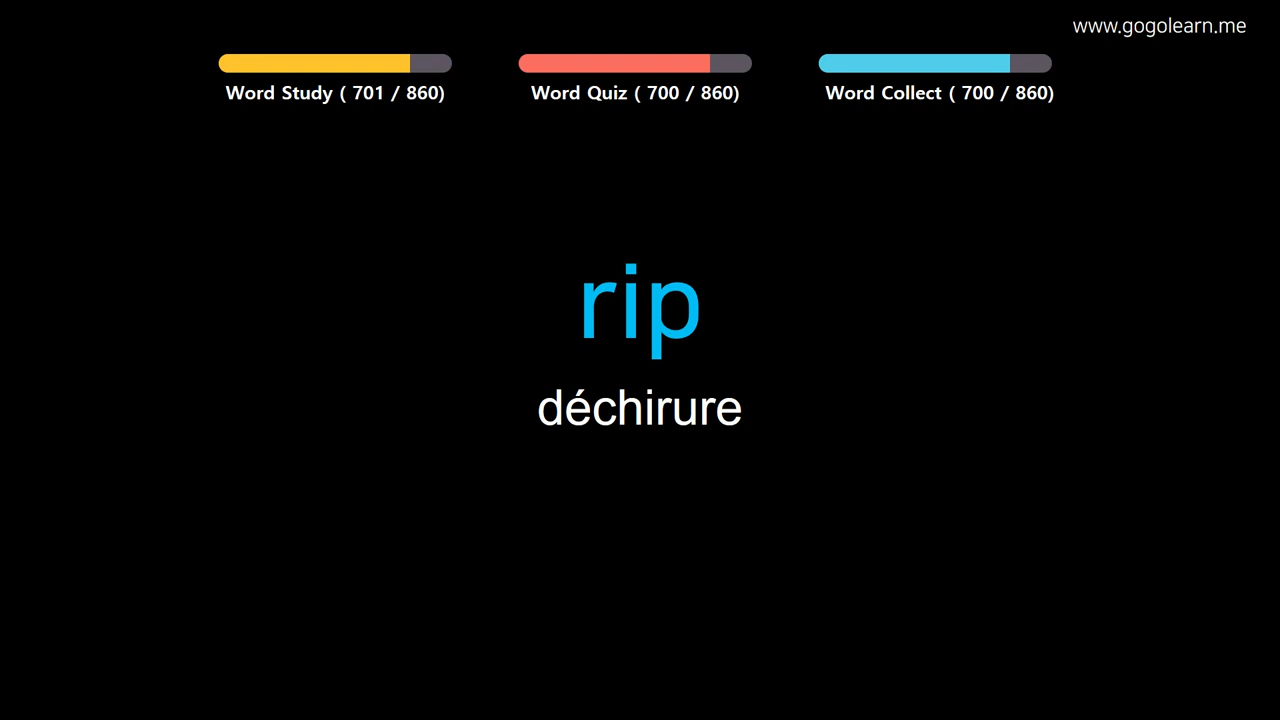 www.gogolearn.me
Word Study ( 701 / 860)
Word Quiz ( 700 / 860)
Word Collect ( 700 / 860)
rip
déchirure